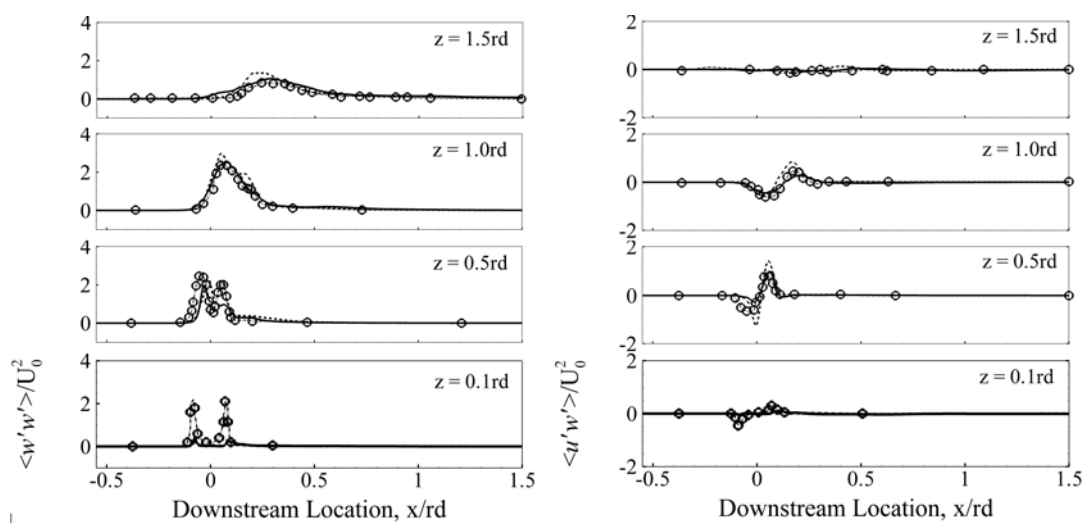 4
2
0
z = 1.5rd
4
2
0
z = 1.0rd
4
2
0
z = 0.5rd
4
2
0
z = 0.1rd
<w'w'>/U₀²
-0.5 0 0.5 1 1.5
Downstream Location, x/rd
2
0
-2
z = 1.5rd
2
0
-2
z = 1.0rd
2
0
-2
z = 0.5rd
2
0
-2
z = 0.1rd
<u'w'>/U₀²
-0.5 0 0.5 1 1.5
Downstream Location, x/rd